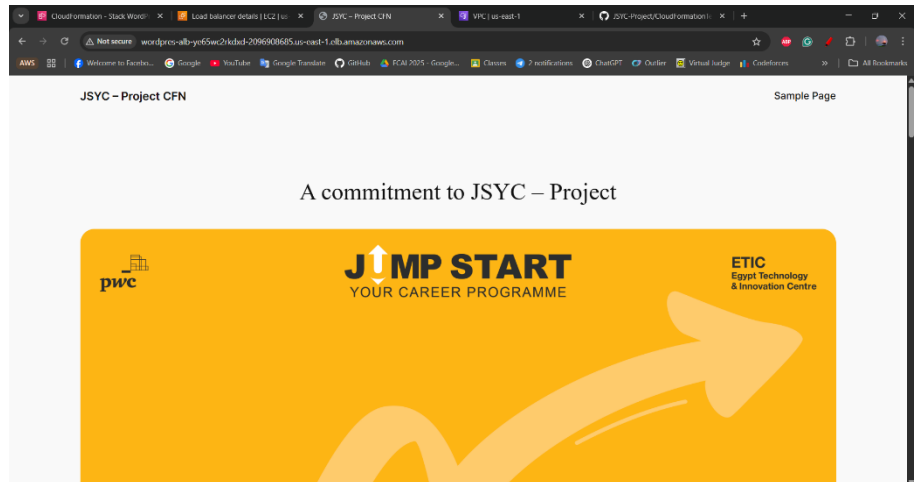 CloudFormation - Stack WordPr
Load balancer details | EC2 | us-
JSYC – Project CFN
VPC | us-east-1
JSYC-Project/CloudFormation
Not secure
wordpres-alb-ye65wc2rkdxd-2096908685.us-east-1.elb.amazonaws.com
AWS
Welcome to Facebo...
Google
YouTube
Google Translate
GitHub
FCAI 2025 - Google...
Classes
2 notifications
ChatGPT
Outlier
Virtual Judge
Codeforces
All Bookmarks
JSYC – Project CFN
Sample Page
A commitment to JSYC – Project
pwc
JUMP START
YOUR CAREER PROGRAMME
ETIC
Egypt Technology
& Innovation Centre